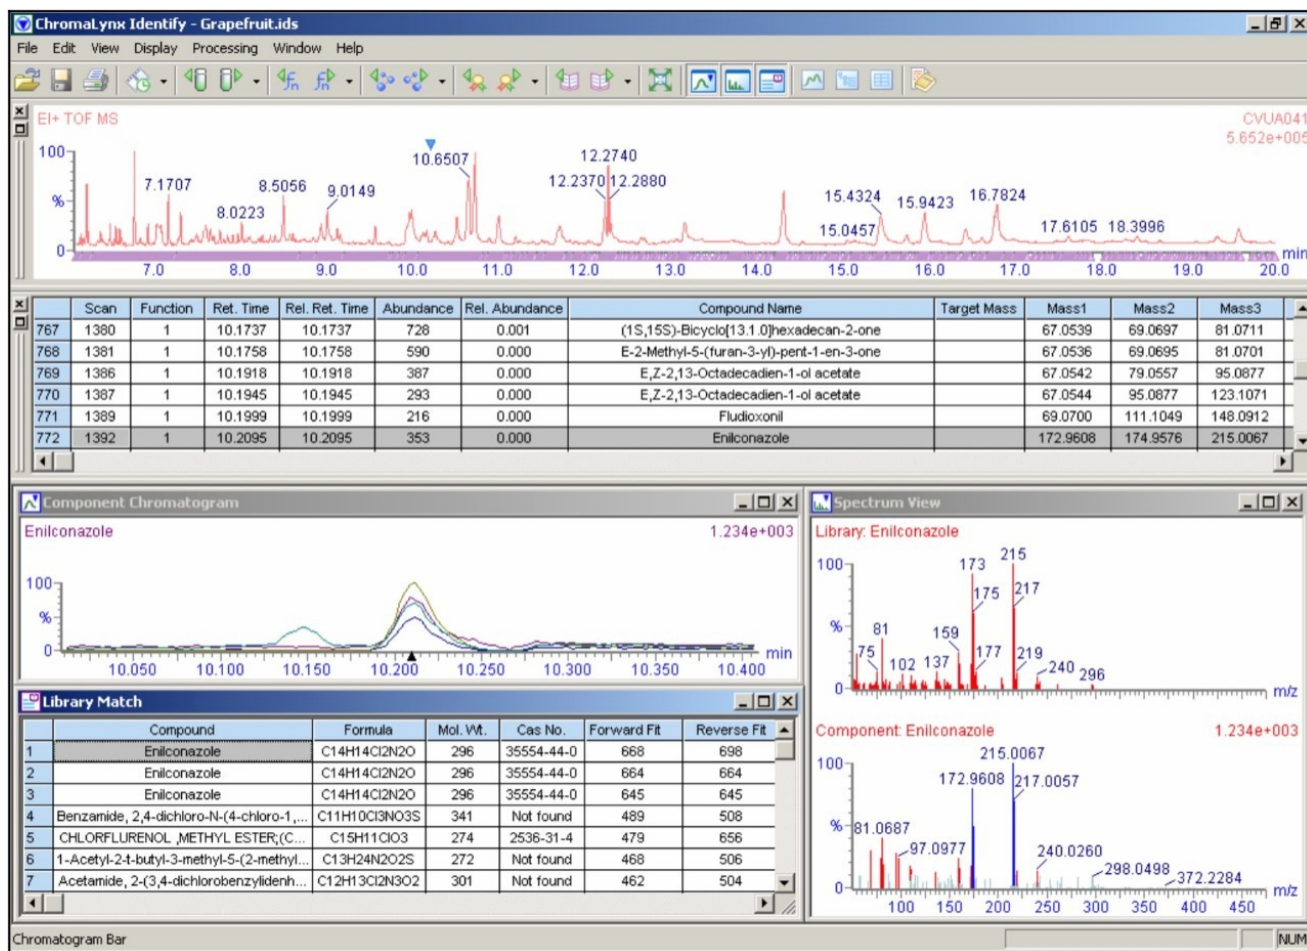 ChromaLynx Identify - Grapefruit.ids
File Edit View Display Processing Window Help
EI+ TOF MS
CVUA041
5.652e+005
100
%
0
7.1707
8.0223
8.5056
9.0149
10.6507
12.2740
12.2370
12.2880
15.4324
15.0457
15.9423
16.7824
17.6105
18.3996
7.0 8.0 9.0 10.0 11.0 12.0 13.0 14.0 15.0 16.0 17.0 18.0 19.0 20.0 min
Scan Function Ret. Time Rel. Ret. Time Abundance Rel. Abundance Compound Name Target Mass Mass1 Mass2 Mass3
767 1380 1 10.1737 10.1737 728 0.001 (1S,15S)-Bicyclo[13.1.0]hexadecan-2-one 67.0539 69.0697 81.0711
768 1381 1 10.1758 10.1758 590 0.000 E-2-Methyl-5-(furan-3-yl)-pent-1-en-3-one 67.0536 69.0695 81.0701
769 1386 1 10.1918 10.1918 387 0.000 E,Z-2,13-Octadecadien-1-ol acetate 67.0542 79.0557 95.0877
770 1387 1 10.1945 10.1945 293 0.000 E,Z-2,13-Octadecadien-1-ol acetate 67.0544 95.0877 123.1071
771 1389 1 10.1999 10.1999 216 0.000 Fludioxonil 69.0700 111.1049 148.0912
772 1392 1 10.2095 10.2095 353 0.000 Enilconazole 172.9608 174.9576 215.0067
Component Chromatogram
Enilconazole 1.234e+003
100
%
0
10.050 10.100 10.150 10.200 10.250 10.300 10.350 10.400 min
Library Match
Compound Formula Mol. Wt. Cas No. Forward Fit Reverse Fit
1 Enilconazole C14H14Cl2N2O 296 35554-44-0 668 698
2 Enilconazole C14H14Cl2N2O 296 35554-44-0 664 664
3 Enilconazole C14H14Cl2N2O 296 35554-44-0 645 645
4 Benzamide, 2,4-dichloro-N-(4-chloro-1,... C11H10Cl3NO3S 341 Not found 489 508
5 CHLORFLURENOL ,METHYL ESTER;(C... C15H11ClO3 274 2536-31-4 479 656
6 1-Acetyl-2-t-butyl-3-methyl-5-(2-methyl... C13H24N2O2S 272 Not found 468 506
7 Acetamide, 2-(3,4-dichlorobenzylidenh... C12H13Cl2N3O2 301 Not found 462 504
Spectrum View
Library: Enilconazole
100
%
0
75
81
102
137
159
173
175
177
215
217
219
240
296
m/z
Component: Enilconazole 1.234e+003
100
%
0
81.0687
97.0977
172.9608
215.0067
217.0057
240.0260
298.0498
372.2284
100 150 200 250 300 350 400 450 m/z
Chromatogram Bar
NUM